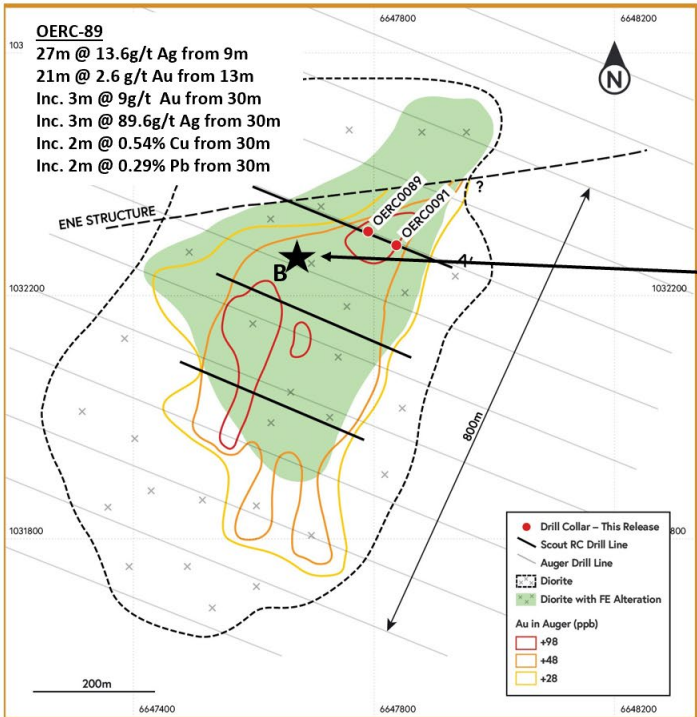 6647800
6648200
103
OERC-89
27m @ 13.6g/t Ag from 9m
21m @ 2.6 g/t Au from 13m
Inc. 3m @ 9g/t Au from 30m
Inc. 3m @ 89.6g/t Ag from 30m
Inc. 2m @ 0.54% Cu from 30m
Inc. 2m @ 0.29% Pb from 30m
N
?
OERC0089
OERC0091
ENE STRUCTURE
B
1032200
1032200
800m
1031800
800
Drill Collar – This Release
Scout RC Drill Line
Auger Drill Line
Diorite
Diorite with FE Alteration
Au in Auger (ppb)
+98
+48
+28
200m
6647400
6647800
6648200